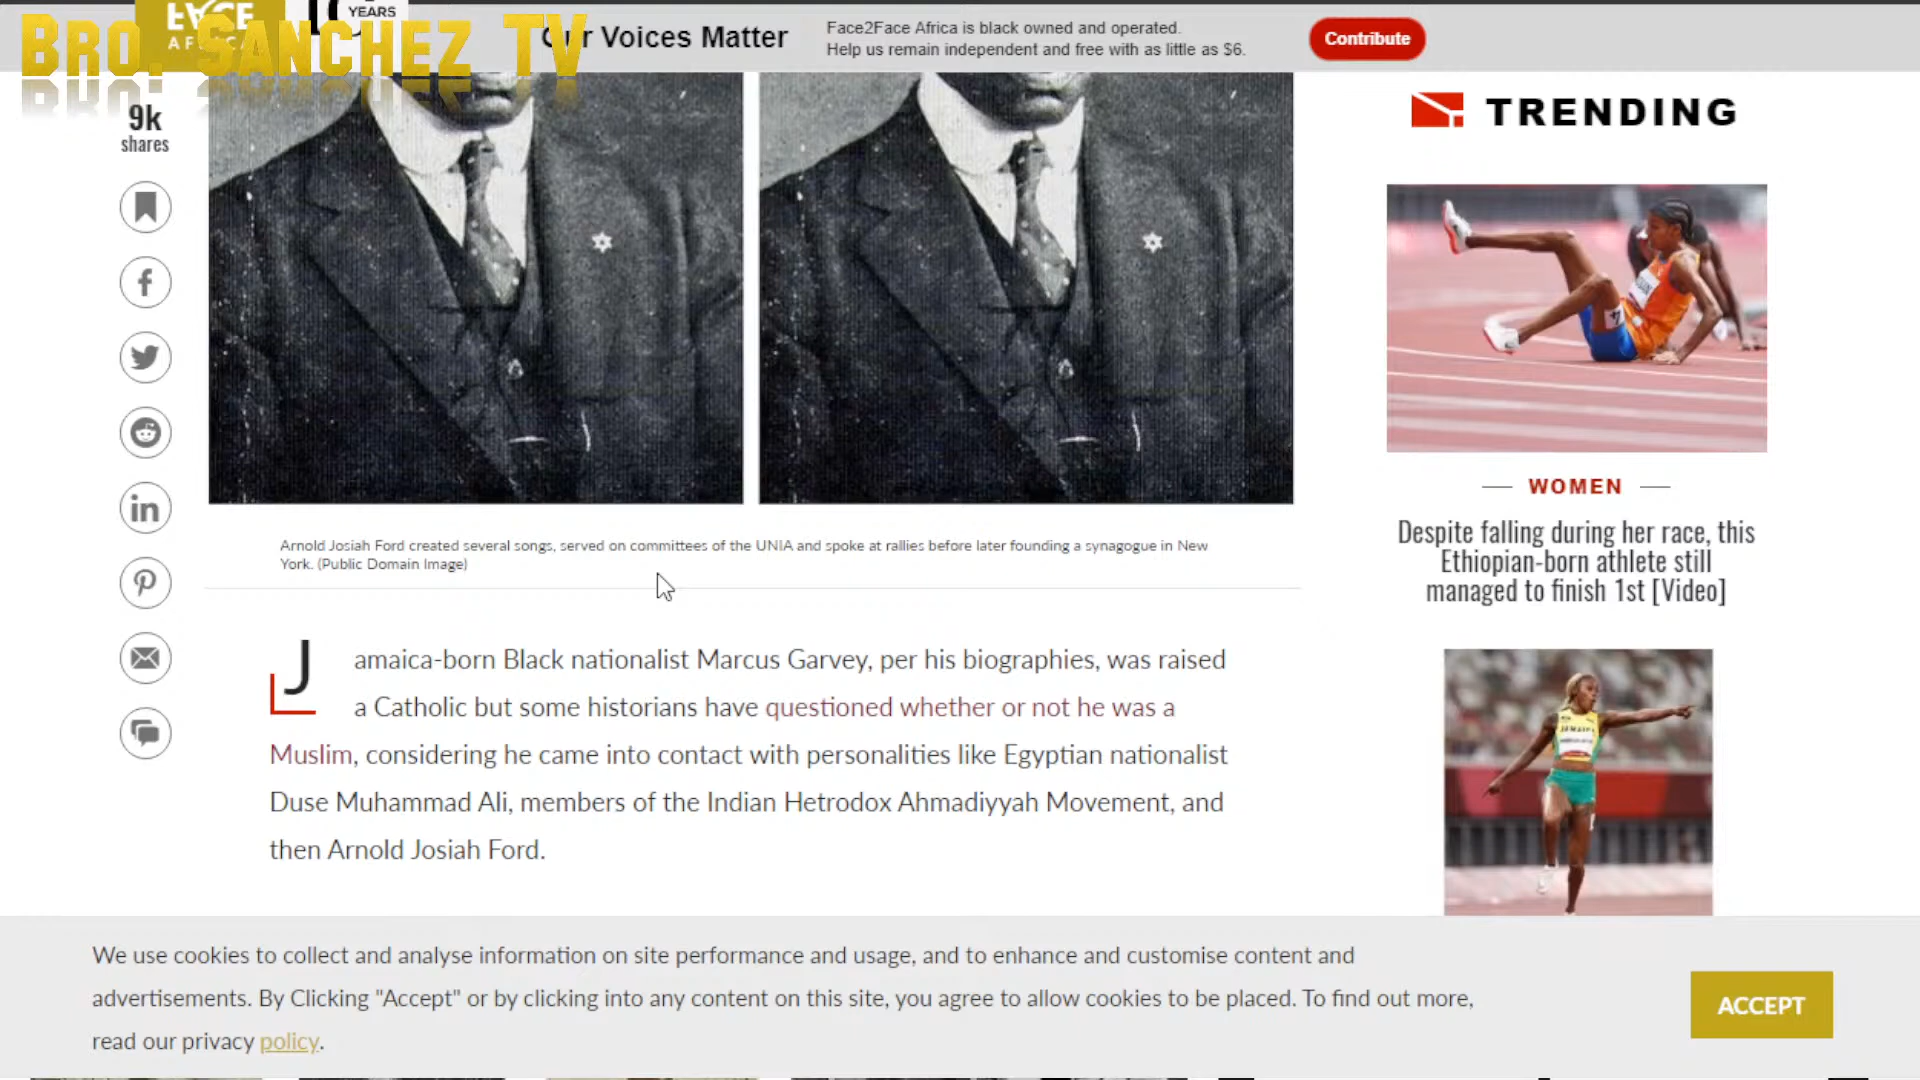 BRO. SANCHEZ TV
FACE
AFRICA
YEARS
Our Voices Matter
Face2Face Africa is black owned and operated.
Help us remain independent and free with as little as $6.
Contribute
9k
shares
TRENDING
WOMEN
Despite falling during her race, this
Ethiopian-born athlete still
managed to finish 1st [Video]
Arnold Josiah Ford created several songs, served on committees of the UNIA and spoke at rallies before later founding a synagogue in New
York. (Public Domain Image)
Jamaica-born Black nationalist Marcus Garvey, per his biographies, was raised
a Catholic but some historians have questioned whether or not he was a
Muslim, considering he came into contact with personalities like Egyptian nationalist
Duse Muhammad Ali, members of the Indian Hetrodox Ahmadiyyah Movement, and
then Arnold Josiah Ford.
We use cookies to collect and analyse information on site performance and usage, and to enhance and customise content and
advertisements. By Clicking "Accept" or by clicking into any content on this site, you agree to allow cookies to be placed. To find out more,
read our privacy policy.
ACCEPT